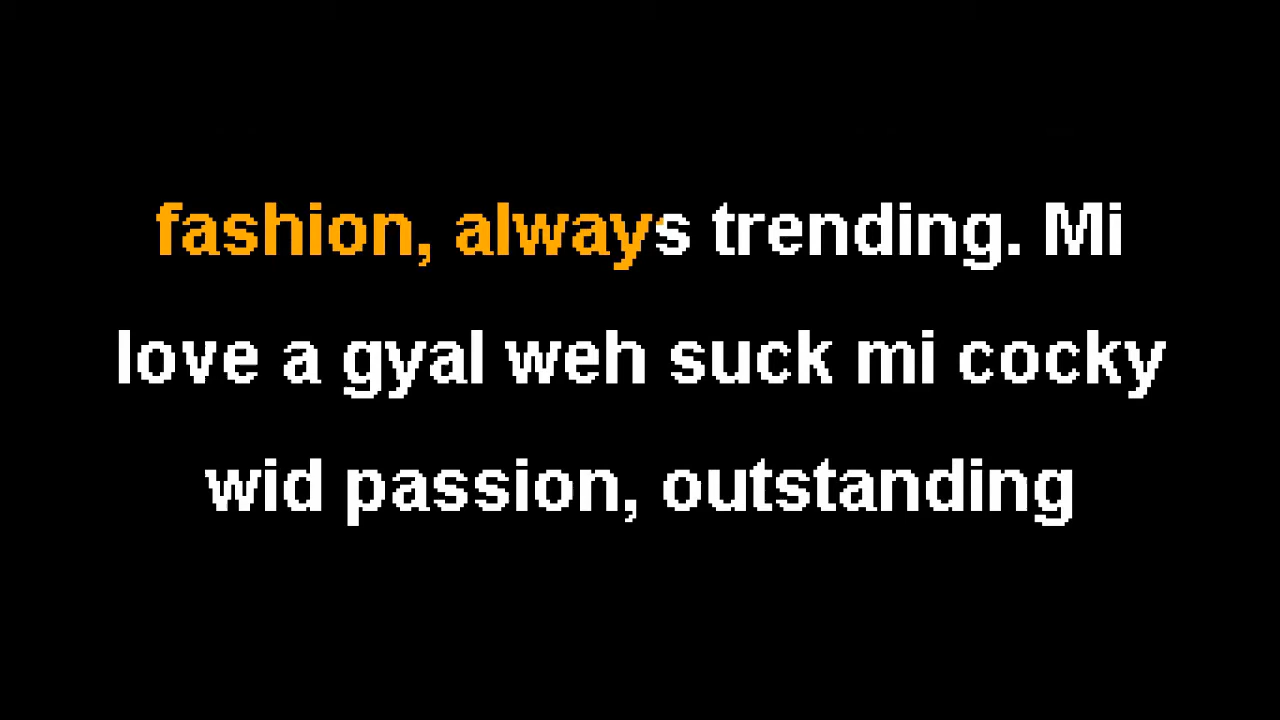 fashion, always trending. Mi
love a gyal weh suck mi cocky
wid passion, outstanding